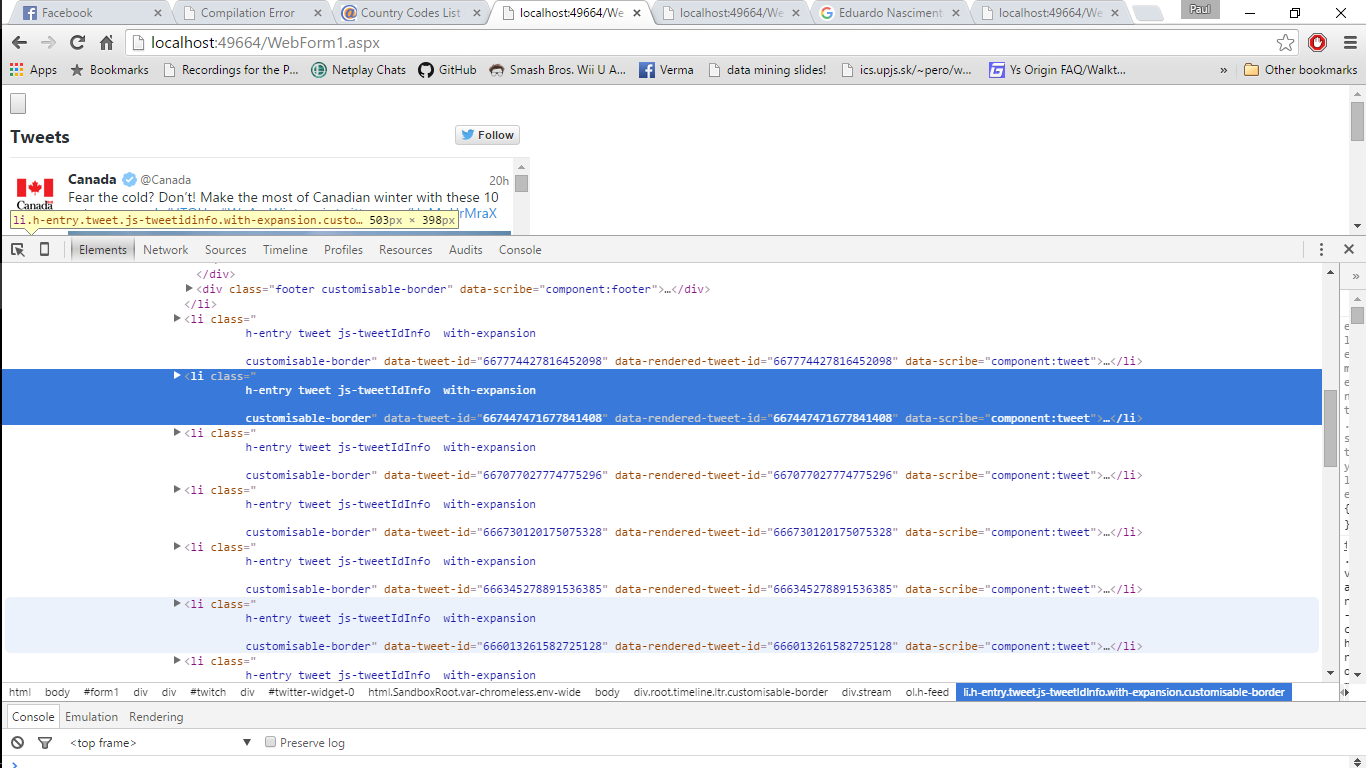 Facebook Compilation Error Country Codes List localhost:49664/We localhost:49664/We Eduardo Nasciment localhost:49664/We Paul
localhost:49664/WebForm1.aspx
Apps Bookmarks Recordings for the P... Netplay Chats GitHub Smash Bros. Wii U A... Verma data mining slides! ics.upjs.sk/~pero/w... Ys Origin FAQ/Walkt... » Other bookmarks
Tweets Follow
Canada @Canada 20h
Fear the cold? Don't! Make the most of Canadian winter with these 10
Canada
li.h-entry.tweet.js-tweetidinfo.with-expansion.custo… 503px × 398px
Elements Network Sources Timeline Profiles Resources Audits Console
</div>
<div class="footer customisable-border" data-scribe="component:footer">…</div>
</li>
<li class="
h-entry tweet js-tweetIdInfo  with-expansion
customisable-border" data-tweet-id="667774427816452098" data-rendered-tweet-id="667774427816452098" data-scribe="component:tweet">…</li>
<li class="
h-entry tweet js-tweetIdInfo  with-expansion
customisable-border" data-tweet-id="667447471677841408" data-rendered-tweet-id="667447471677841408" data-scribe="component:tweet">…</li>
<li class="
h-entry tweet js-tweetIdInfo  with-expansion
customisable-border" data-tweet-id="667077027774775296" data-rendered-tweet-id="667077027774775296" data-scribe="component:tweet">…</li>
<li class="
h-entry tweet js-tweetIdInfo  with-expansion
customisable-border" data-tweet-id="666730120175075328" data-rendered-tweet-id="666730120175075328" data-scribe="component:tweet">…</li>
<li class="
h-entry tweet js-tweetIdInfo  with-expansion
customisable-border" data-tweet-id="666345278891536385" data-rendered-tweet-id="666345278891536385" data-scribe="component:tweet">…</li>
<li class="
h-entry tweet js-tweetIdInfo  with-expansion
customisable-border" data-tweet-id="666013261582725128" data-rendered-tweet-id="666013261582725128" data-scribe="component:tweet">…</li>
<li class="
h-entry tweet js-tweetIdInfo  with-expansion
html body #form1 div div #twitch div #twitter-widget-0 html.SandboxRoot.var-chromeless.env-wide body div.root.timeline.ltr.customisable-border div.stream ol.h-feed li.h-entry.tweet.js-tweetIdInfo.with-expansion.customisable-border
Console Emulation Rendering
<top frame> Preserve log